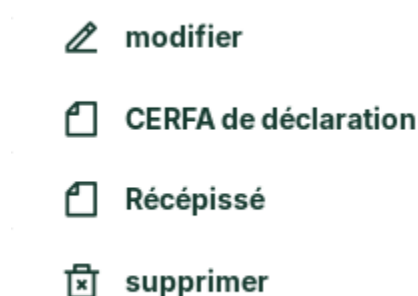 modifier
CERFA de déclaration
Récépissé
supprimer